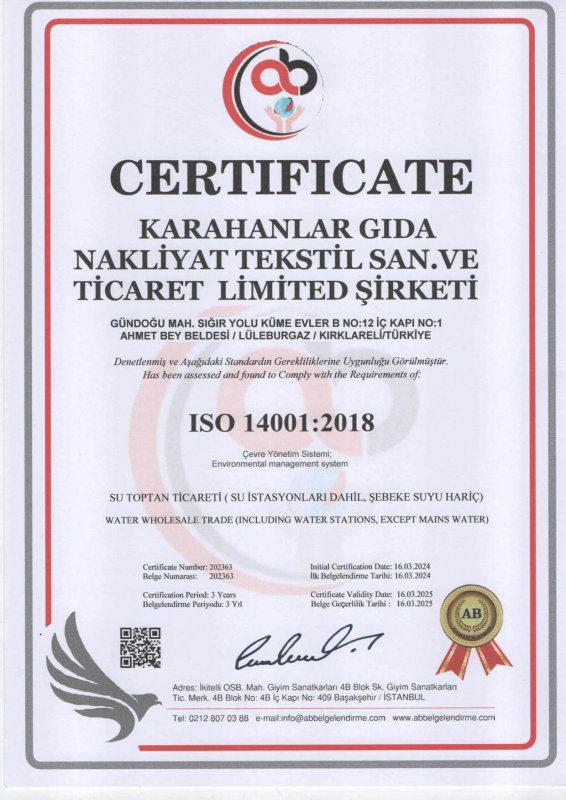 ab
CERTIFICATE
KARAHANLAR GIDA
NAKLİYAT TEKSTİL SAN.VE
TİCARET LİMİTED ŞİRKETİ
GÜNDOĞU MAH. SIĞIR YOLU KÜME EVLER B NO:12 İÇ KAPI NO:1
AHMET BEY BELDESİ / LÜLEBURGAZ / KIRKLARELİ/TÜRKİYE
Denetlenmiş ve Aşağıdaki Standardın Gerekliliklerine Uygunluğu Görülmüştür.
Has been assessed and found to Comply with the Requirements of:
ISO 14001:2018
Çevre Yönetim Sistemi;
Environmental management system
SU TOPTAN TİCARETİ ( SU İSTASYONLARI DAHİL, ŞEBEKE SUYU HARİÇ)
WATER WHOLESALE TRADE (INCLUDING WATER STATIONS, EXCEPT MAINS WATER)
Certificate Number: 202363
Belge Numarası: 202363
Initial Certification Date: 16.03.2024
İlk Belgelendirme Tarihi: 16.03.2024
Certification Period: 3 Years
Belgelendirme Periyodu: 3 Yıl
Certificate Validity Date: 16.03.2025
Belge Geçerlilik Tarihi : 16.03.2025
AB
Adres: İkitelli OSB. Mah. Giyim Sanatkarları 4B Blok Sk. Giyim Sanatkarları
Tic. Merk. 4B Blok No: 4B İç Kapı No: 409 Başakşehir / İSTANBUL
Tel: 0212 807 03 88 e-mail:info@abbelgelendirme.com www.abbelgelendirme.com